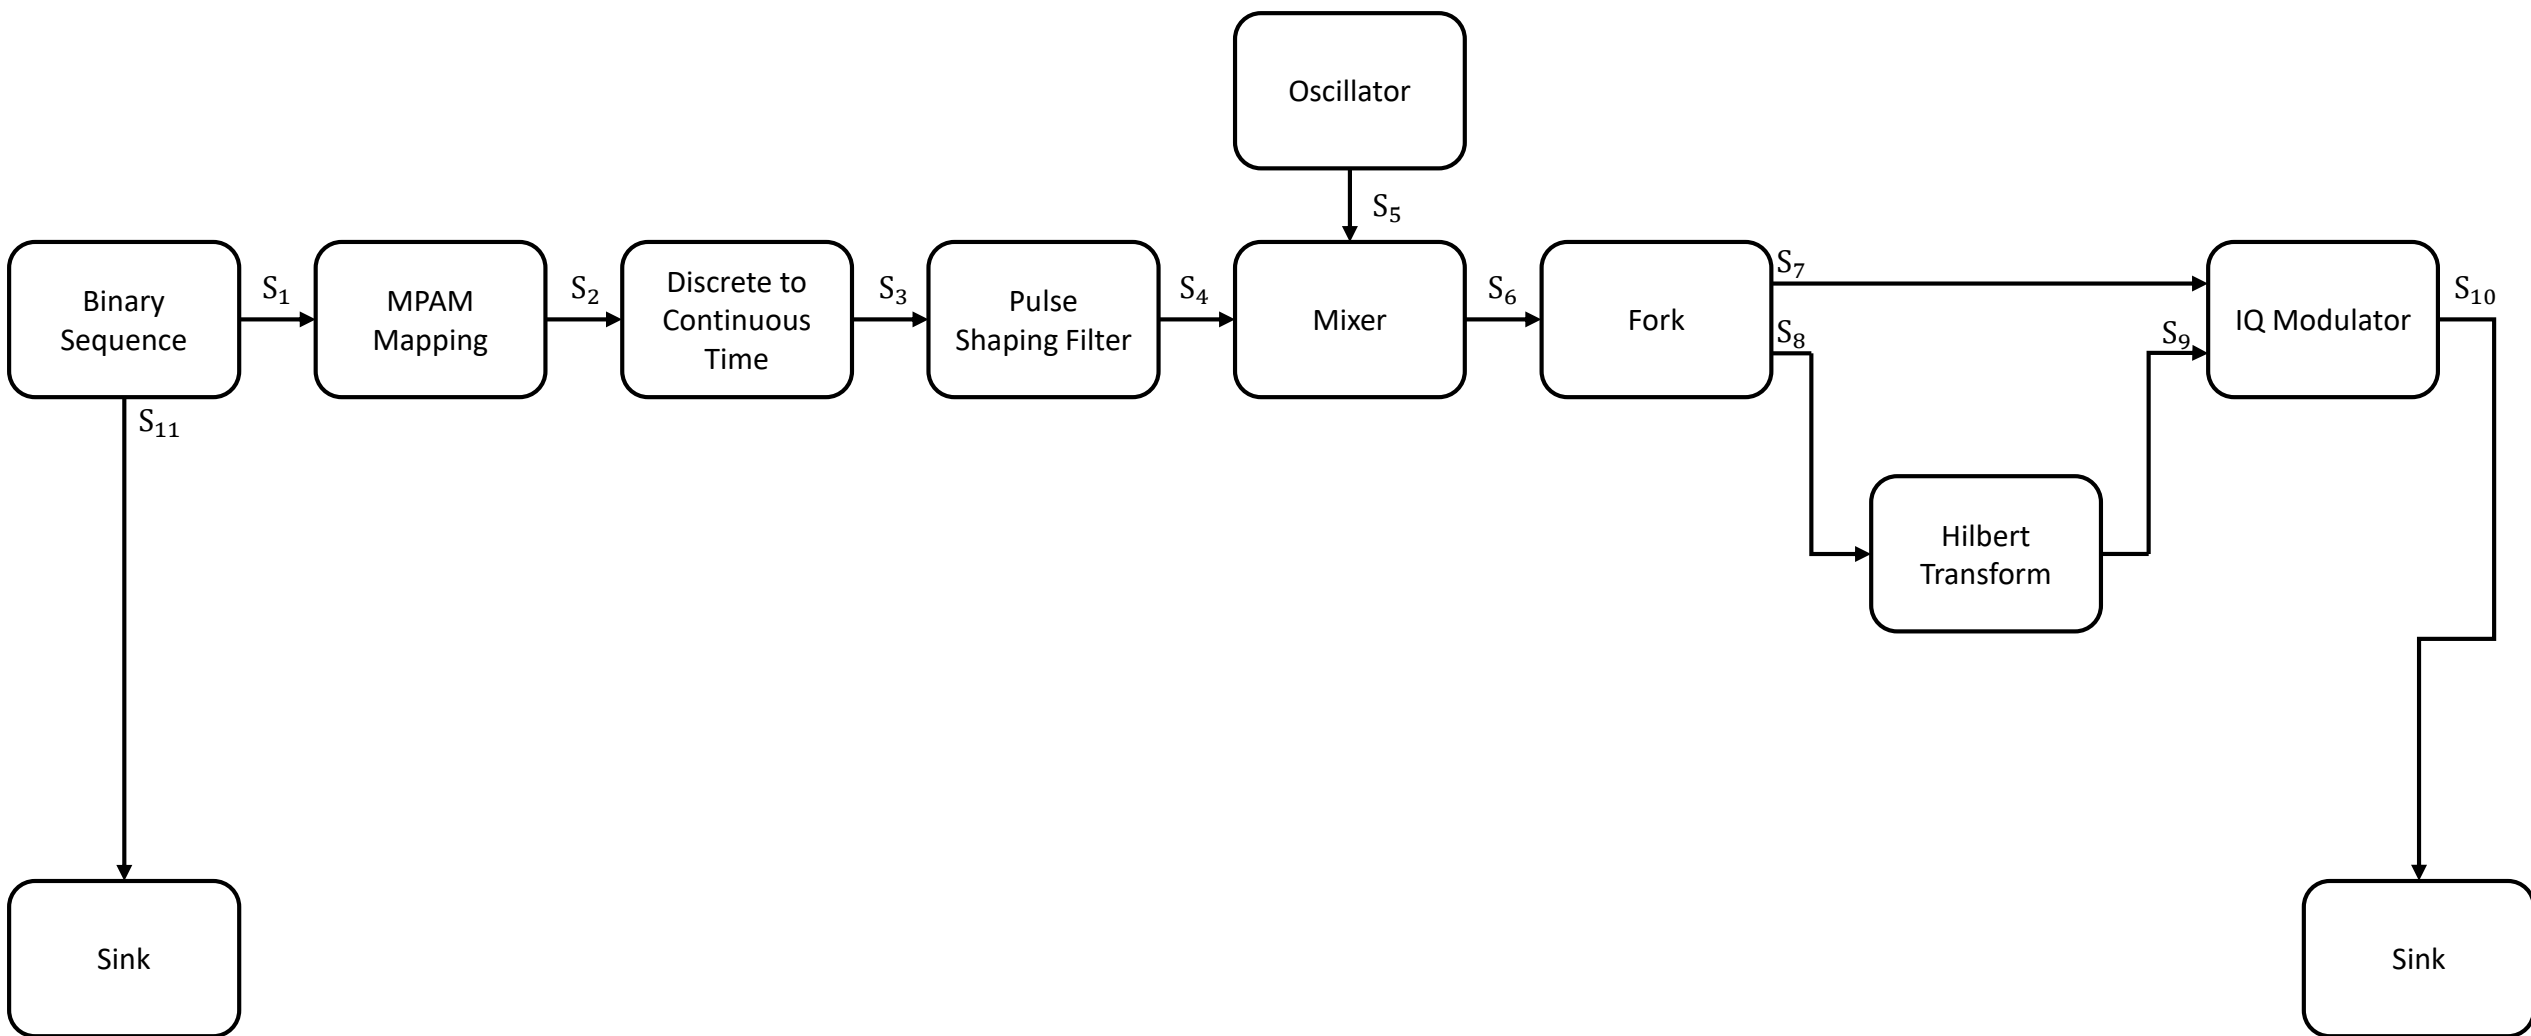 Oscillator
S₅
Binary
Sequence
S₁
MPAM
Mapping
S₂
Discrete to
Continuous
Time
S₃
Pulse
Shaping Filter
S₄
Mixer
S₆
Fork
S₇
S₈
S₉
IQ Modulator
S₁₀
S₁₁
Hilbert
Transform
Sink
Sink